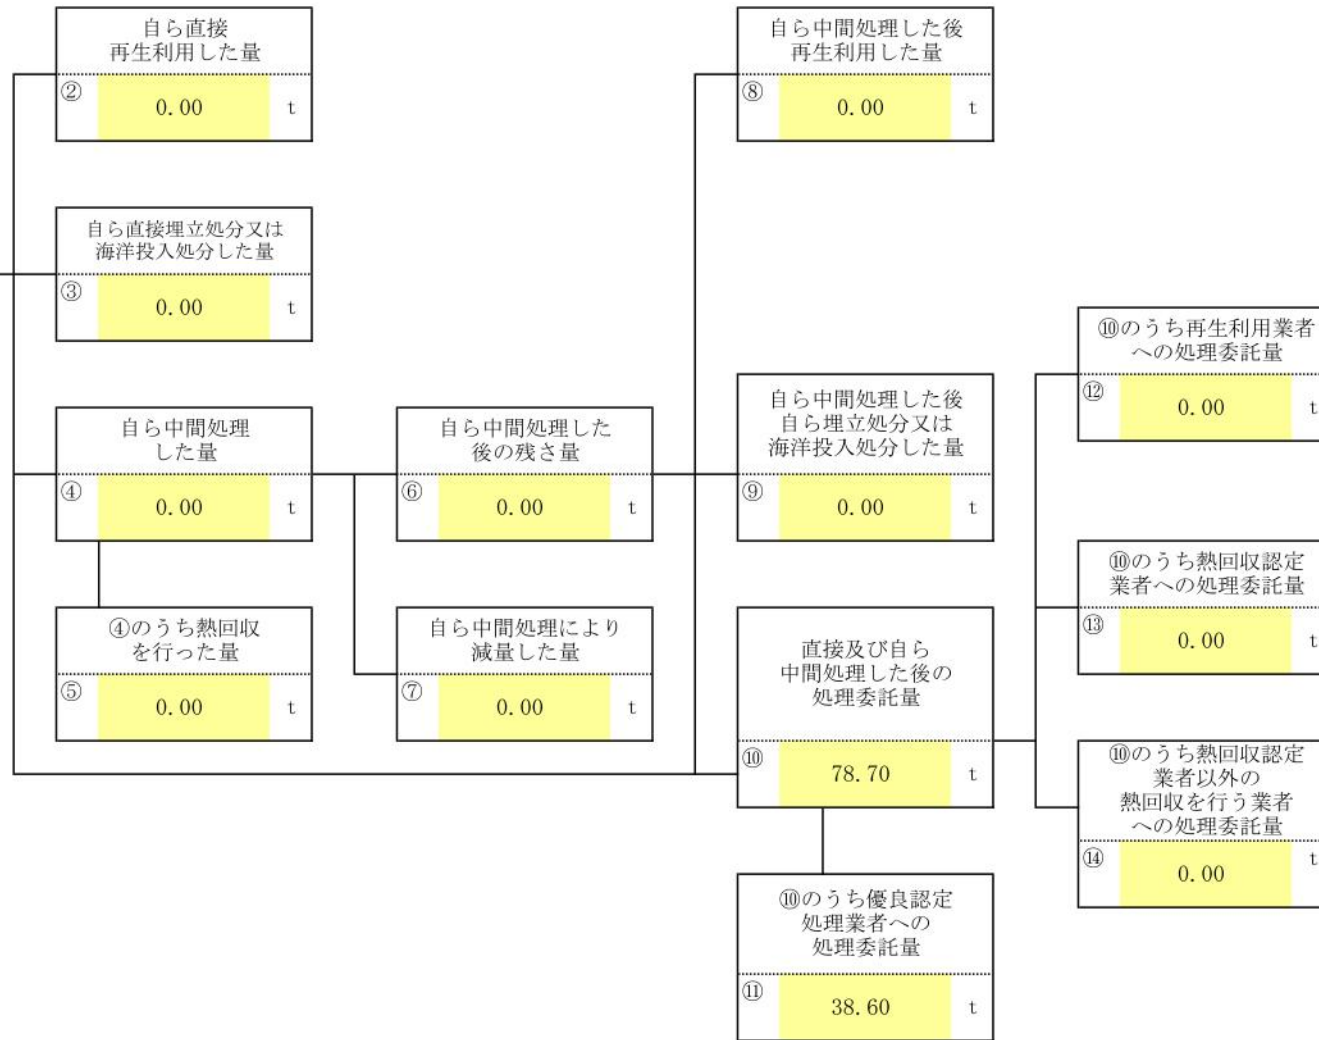 自ら直接
再生利用した量
② 0.00 t
自ら中間処理した後
再生利用した量
⑧ 0.00 t
自ら直接埋立処分又は
海洋投入処分した量
③ 0.00 t
⑩のうち再生利用業者
への処理委託量
⑫ 0.00 t
自ら中間処理
した量
④ 0.00 t
自ら中間処理した
後の残さ量
⑥ 0.00 t
自ら中間処理した後
自ら埋立処分又は
海洋投入処分した量
⑨ 0.00 t
⑩のうち熱回収認定
業者への処理委託量
⑬ 0.00 t
④のうち熱回収
を行った量
⑤ 0.00 t
自ら中間処理により
減量した量
⑦ 0.00 t
直接及び自ら
中間処理した後の
処理委託量
⑩ 78.70 t
⑩のうち熱回収認定
業者以外の
熱回収を行う業者
への処理委託量
⑭ 0.00 t
⑩のうち優良認定
処理業者への
処理委託量
⑪ 38.60 t